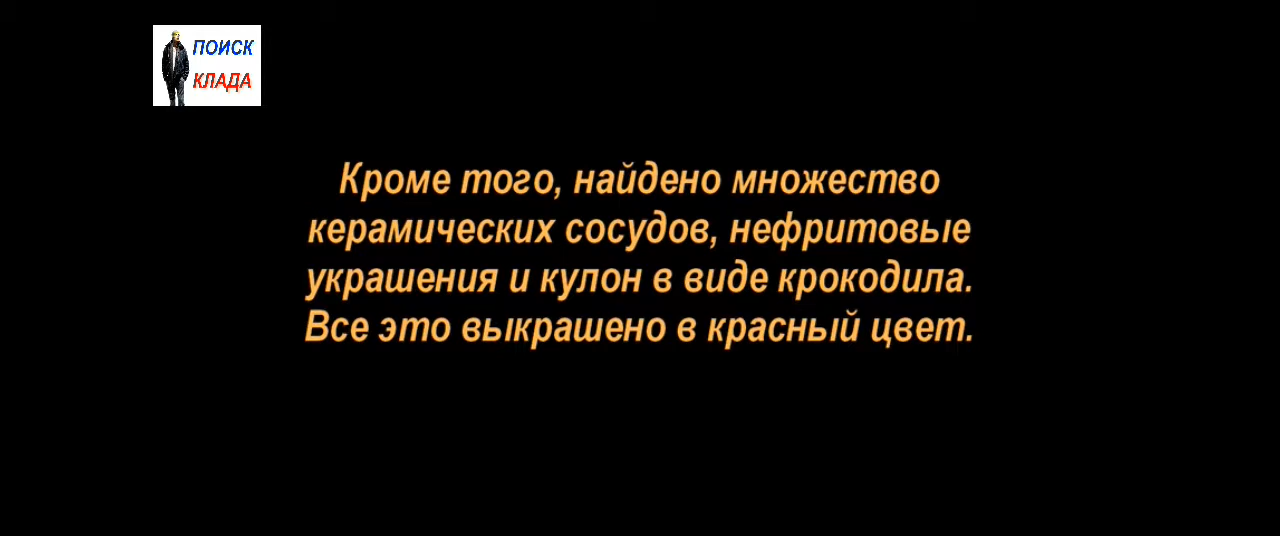 ПОИСК
КЛАДА
Кроме того, найдено множество
керамических сосудов, нефритовые
украшения и кулон в виде крокодила.
Все это выкрашено в красный цвет.